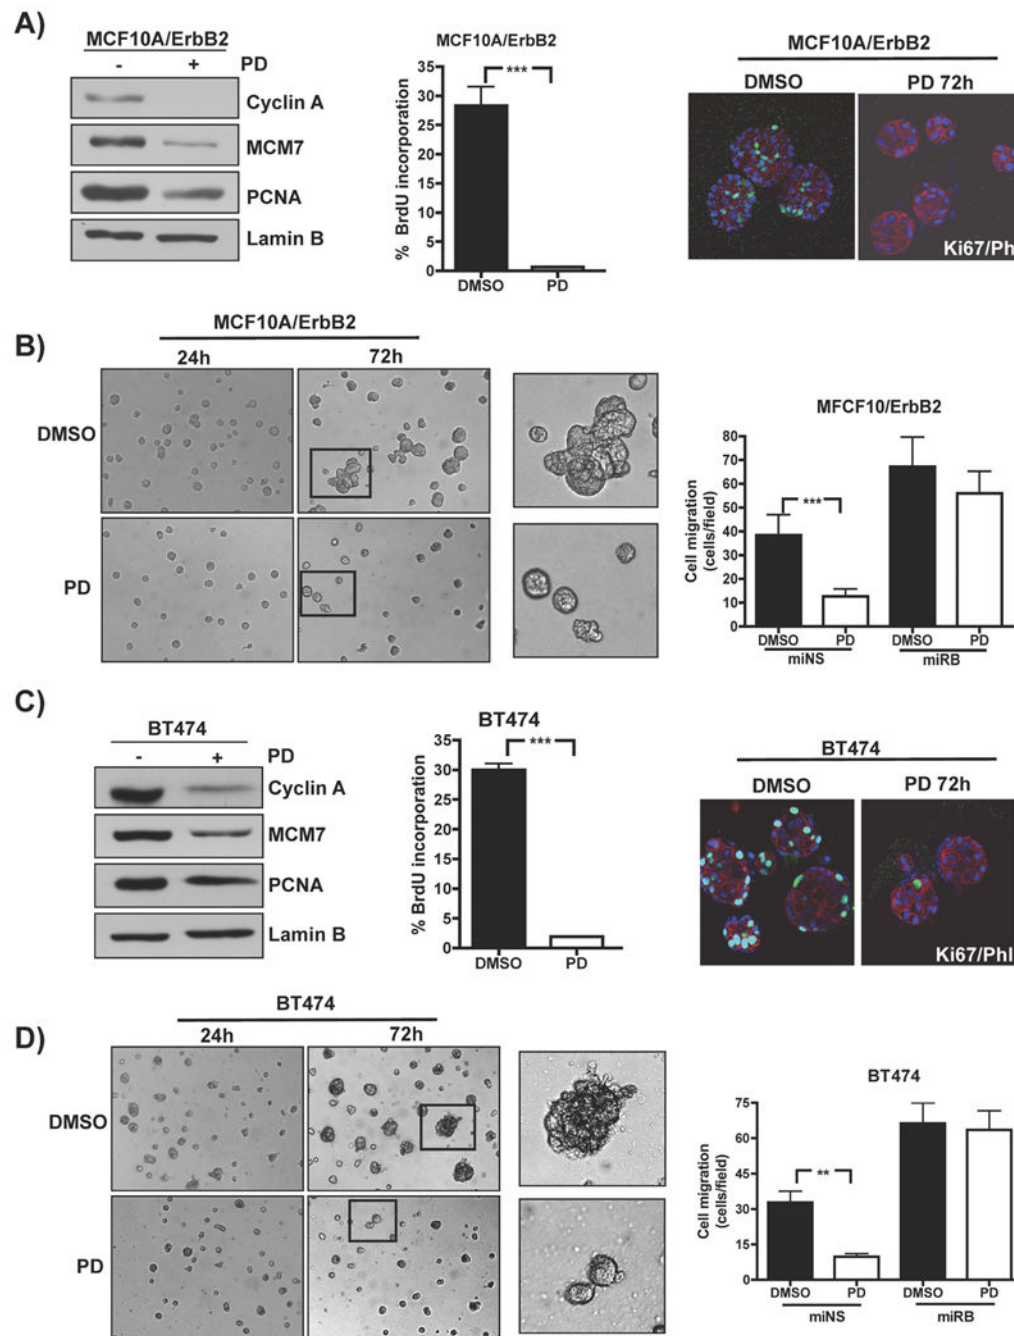 A)
MCF10A/ErbB2
- + PD
Cyclin A
MCM7
PCNA
Lamin B
MCF10A/ErbB2
% BrdU incorporation
35
30
25
20
15
10
5
0
***
DMSO PD
MCF10A/ErbB2
DMSO PD 72h
Ki67/Phl
B)
MCF10A/ErbB2
24h 72h
DMSO
PD
MFCF10/ErbB2
Cell migration
(cells/field)
80
70
60
50
40
30
20
10
0
***
DMSO PD DMSO PD
miNS miRB
C)
BT474
- + PD
Cyclin A
MCM7
PCNA
Lamin B
BT474
% BrdU incorporation
35
30
25
20
15
10
5
0
***
DMSO PD
BT474
DMSO PD 72h
Ki67/Phl
D)
BT474
24h 72h
DMSO
PD
BT474
Cell migration
(cells/field)
75
60
45
30
15
0
**
DMSO PD DMSO PD
miNS miRB